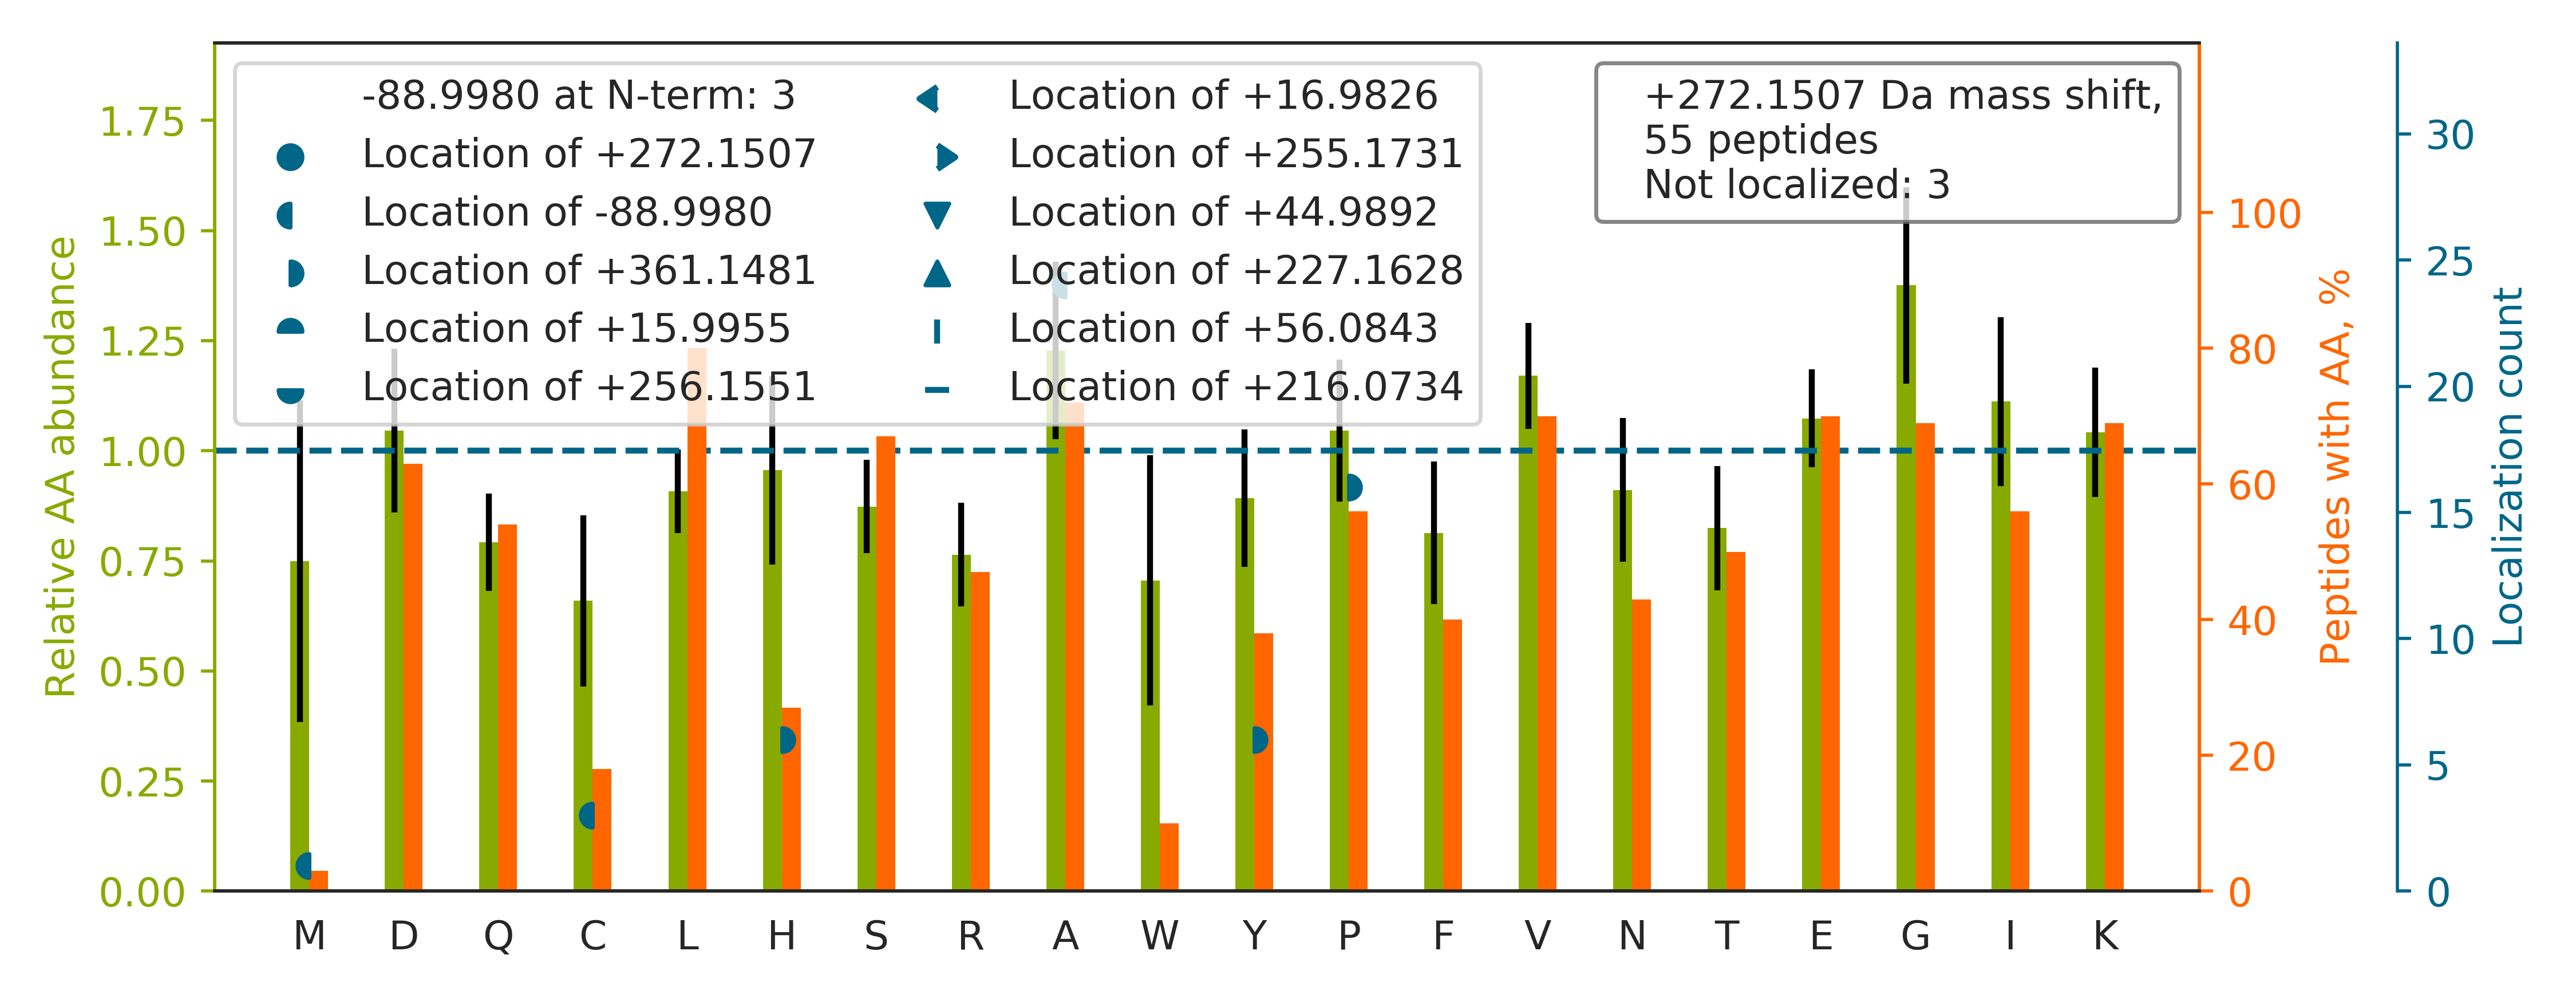 -88.9980 at N-term: 3
Location of +272.1507
Location of -88.9980
Location of +361.1481
Location of +15.9955
Location of +256.1551
Location of +16.9826
Location of +255.1731
Location of +44.9892
Location of +227.1628
Location of +56.0843
Location of +216.0734
+272.1507 Da mass shift,
55 peptides
Not localized: 3
Relative AA abundance
1.75
1.50
1.25
1.00
0.75
0.50
0.25
0.00
100
80
60
40
20
0
Peptides with AA, %
30
25
20
15
10
5
0
Localization count
M D Q C L H S R A W Y P F V N T E G I K